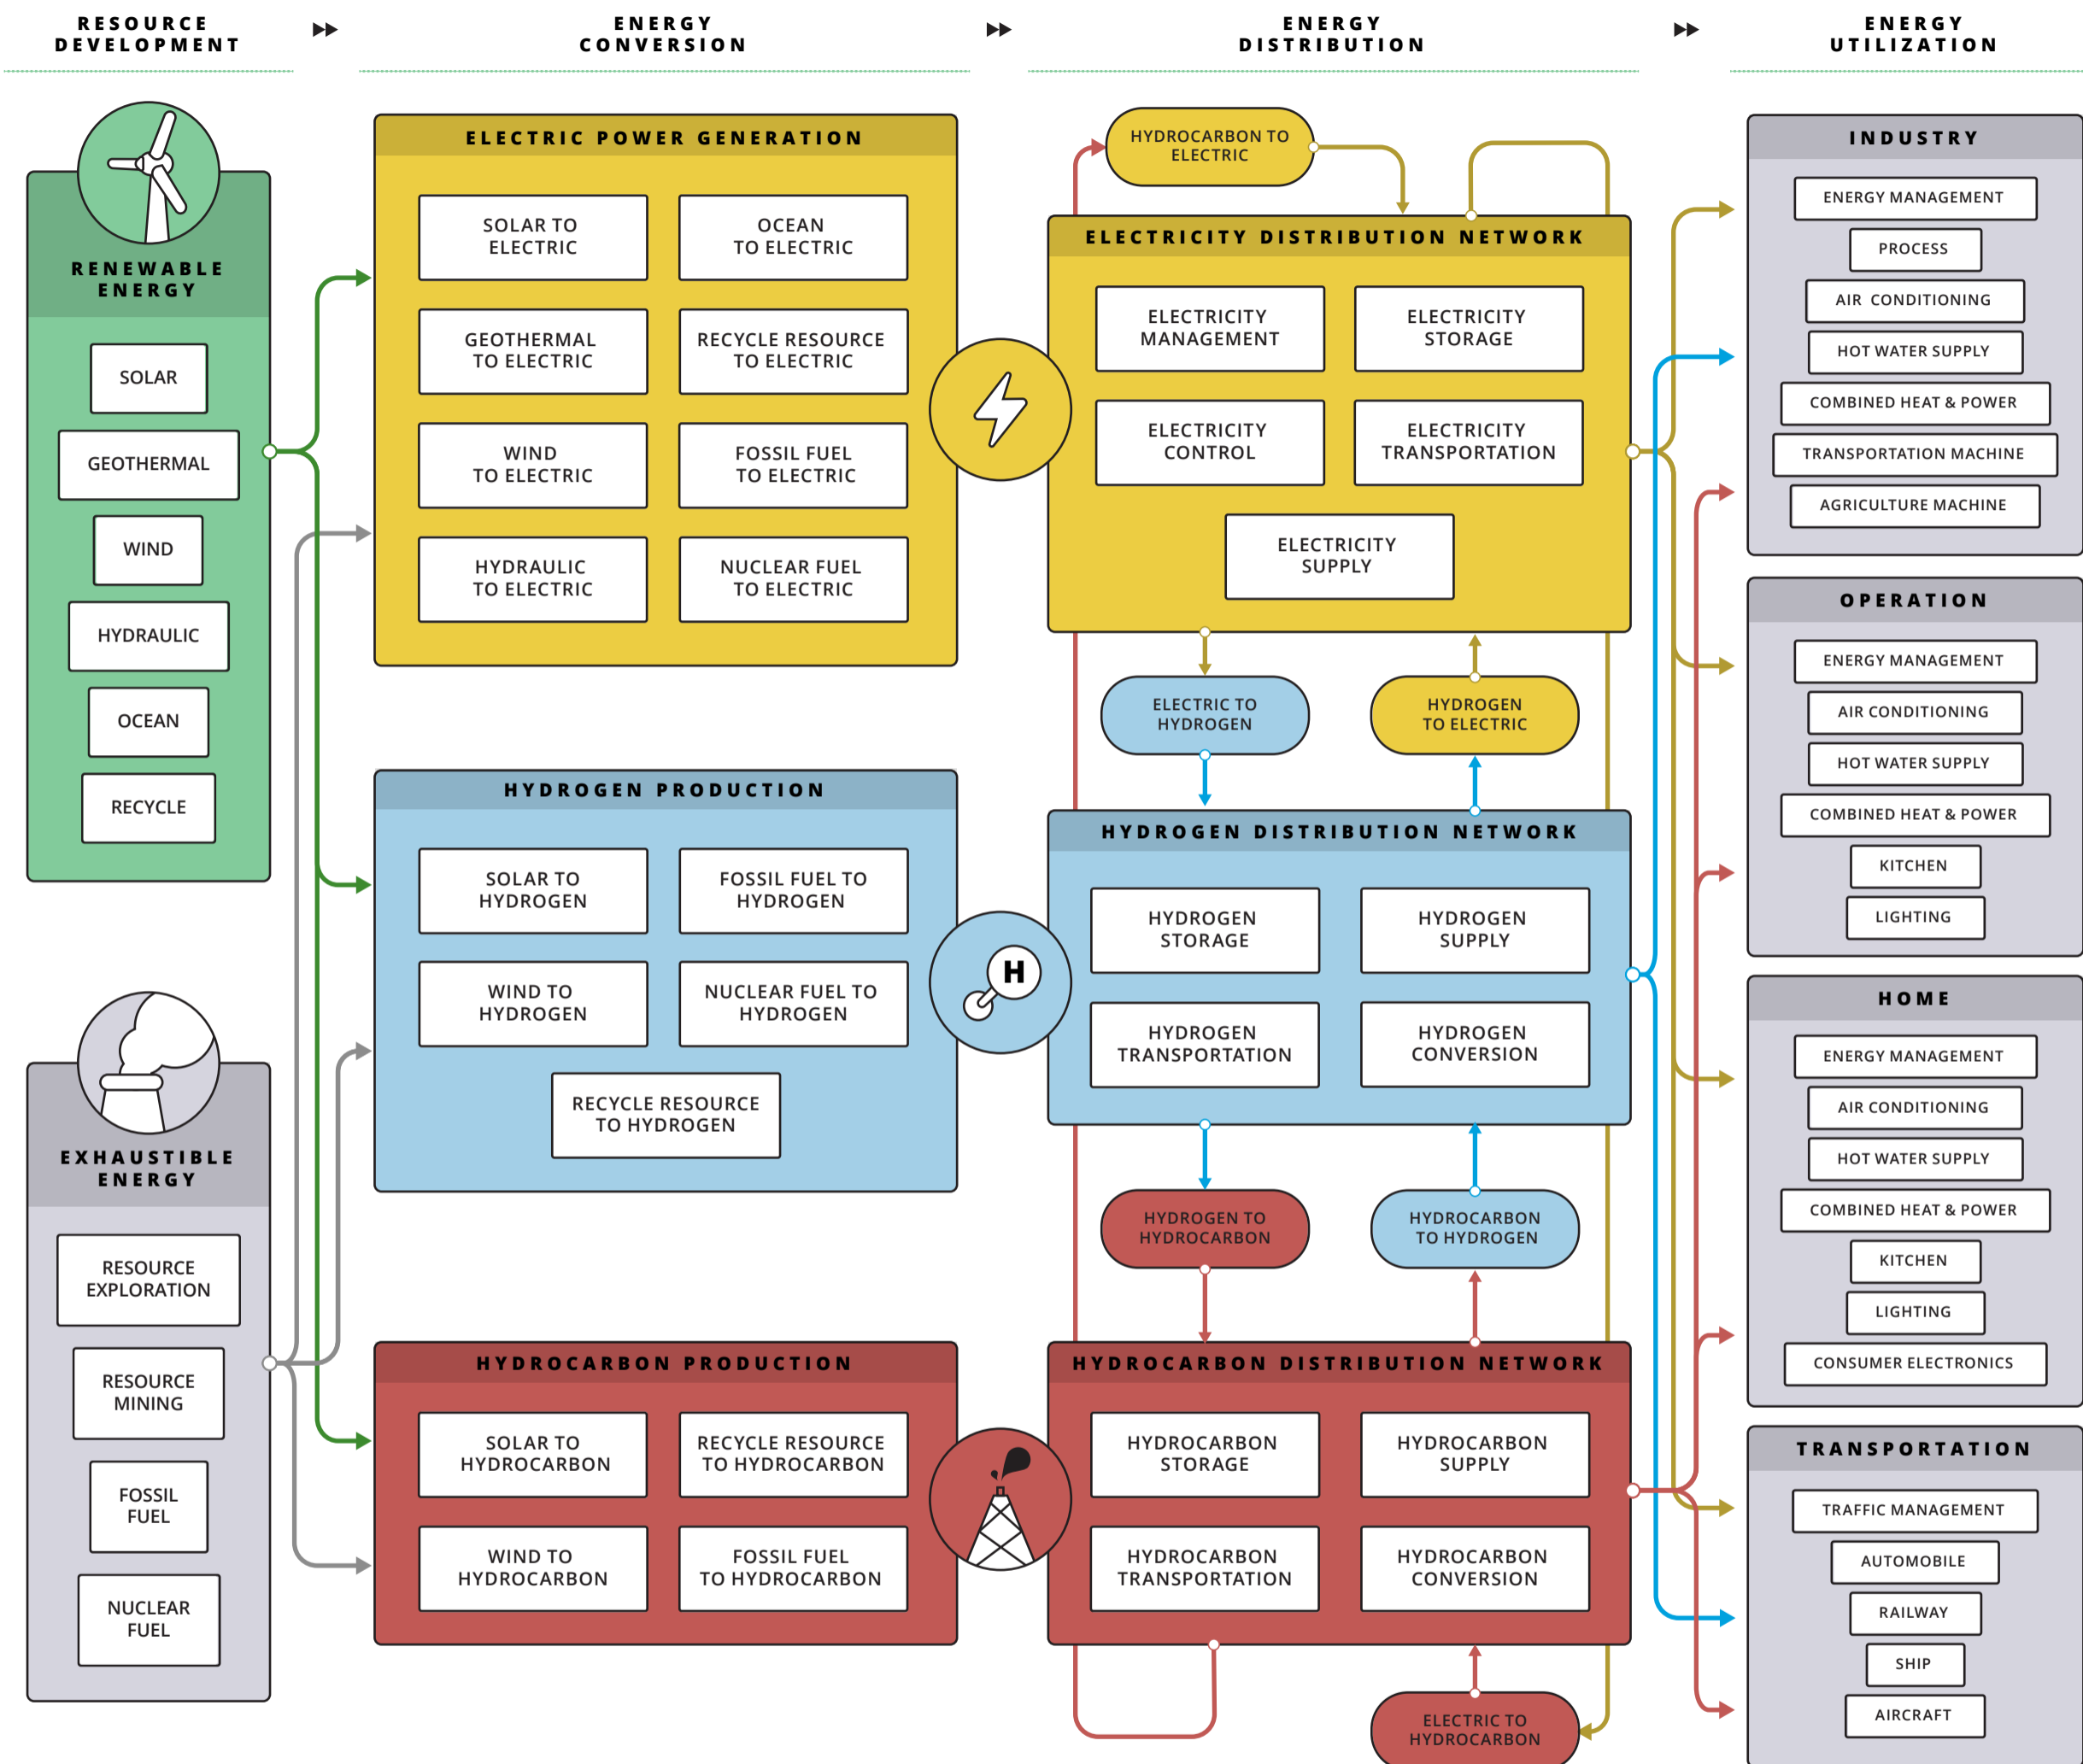 RESOURCE
DEVELOPMENT
ENERGY
CONVERSION
ENERGY
DISTRIBUTION
ENERGY
UTILIZATION
RENEWABLE
ENERGY
SOLAR
GEOTHERMAL
WIND
HYDRAULIC
OCEAN
RECYCLE
EXHAUSTIBLE
ENERGY
RESOURCE
EXPLORATION
RESOURCE
MINING
FOSSIL
FUEL
NUCLEAR
FUEL
ELECTRIC POWER GENERATION
SOLAR TO
ELECTRIC
OCEAN
TO ELECTRIC
GEOTHERMAL
TO ELECTRIC
RECYCLE RESOURCE
TO ELECTRIC
WIND
TO ELECTRIC
FOSSIL FUEL
TO ELECTRIC
HYDRAULIC
TO ELECTRIC
NUCLEAR FUEL
TO ELECTRIC
HYDROGEN PRODUCTION
SOLAR TO
HYDROGEN
FOSSIL FUEL TO
HYDROGEN
WIND TO
HYDROGEN
NUCLEAR FUEL TO
HYDROGEN
RECYCLE RESOURCE
TO HYDROGEN
H
HYDROCARBON PRODUCTION
SOLAR TO
HYDROCARBON
RECYCLE RESOURCE
TO HYDROCARBON
WIND TO
HYDROCARBON
FOSSIL FUEL
TO HYDROCARBON
HYDROCARBON TO
ELECTRIC
ELECTRICITY DISTRIBUTION NETWORK
ELECTRICITY
MANAGEMENT
ELECTRICITY
STORAGE
ELECTRICITY
CONTROL
ELECTRICITY
TRANSPORTATION
ELECTRICITY
SUPPLY
ELECTRIC TO
HYDROGEN
HYDROGEN
TO ELECTRIC
HYDROGEN DISTRIBUTION NETWORK
HYDROGEN
STORAGE
HYDROGEN
SUPPLY
HYDROGEN
TRANSPORTATION
HYDROGEN
CONVERSION
HYDROGEN TO
HYDROCARBON
HYDROCARBON
TO HYDROGEN
HYDROCARBON DISTRIBUTION NETWORK
HYDROCARBON
STORAGE
HYDROCARBON
SUPPLY
HYDROCARBON
TRANSPORTATION
HYDROCARBON
CONVERSION
ELECTRIC TO
HYDROCARBON
INDUSTRY
ENERGY MANAGEMENT
PROCESS
AIR CONDITIONING
HOT WATER SUPPLY
COMBINED HEAT & POWER
TRANSPORTATION MACHINE
AGRICULTURE MACHINE
OPERATION
ENERGY MANAGEMENT
AIR CONDITIONING
HOT WATER SUPPLY
COMBINED HEAT & POWER
KITCHEN
LIGHTING
HOME
ENERGY MANAGEMENT
AIR CONDITIONING
HOT WATER SUPPLY
COMBINED HEAT & POWER
KITCHEN
LIGHTING
CONSUMER ELECTRONICS
TRANSPORTATION
TRAFFIC MANAGEMENT
AUTOMOBILE
RAILWAY
SHIP
AIRCRAFT